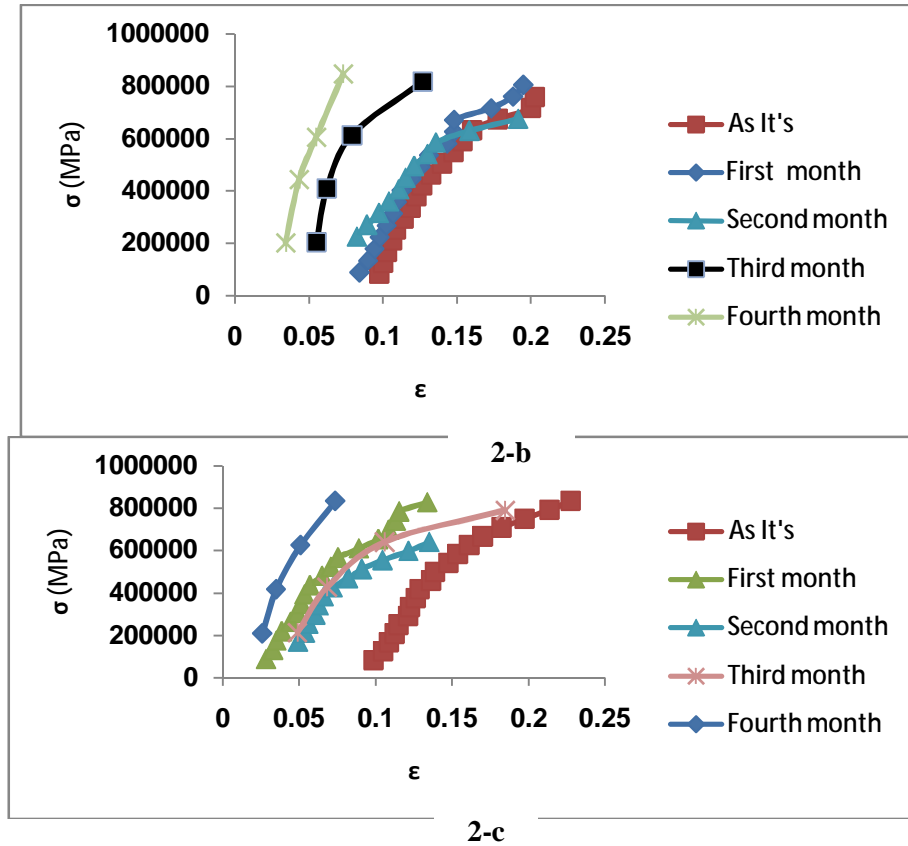 1000000
800000
600000
400000
200000
0
σ (MPa)
0 0.05 0.1 0.15 0.2 0.25
ε
As It's
First month
Second month
Third month
Fourth month
2-b
1000000
800000
600000
400000
200000
0
σ (MPa)
0 0.05 0.1 0.15 0.2 0.25
ε
As It's
First month
Second month
Third month
Fourth month
2-c